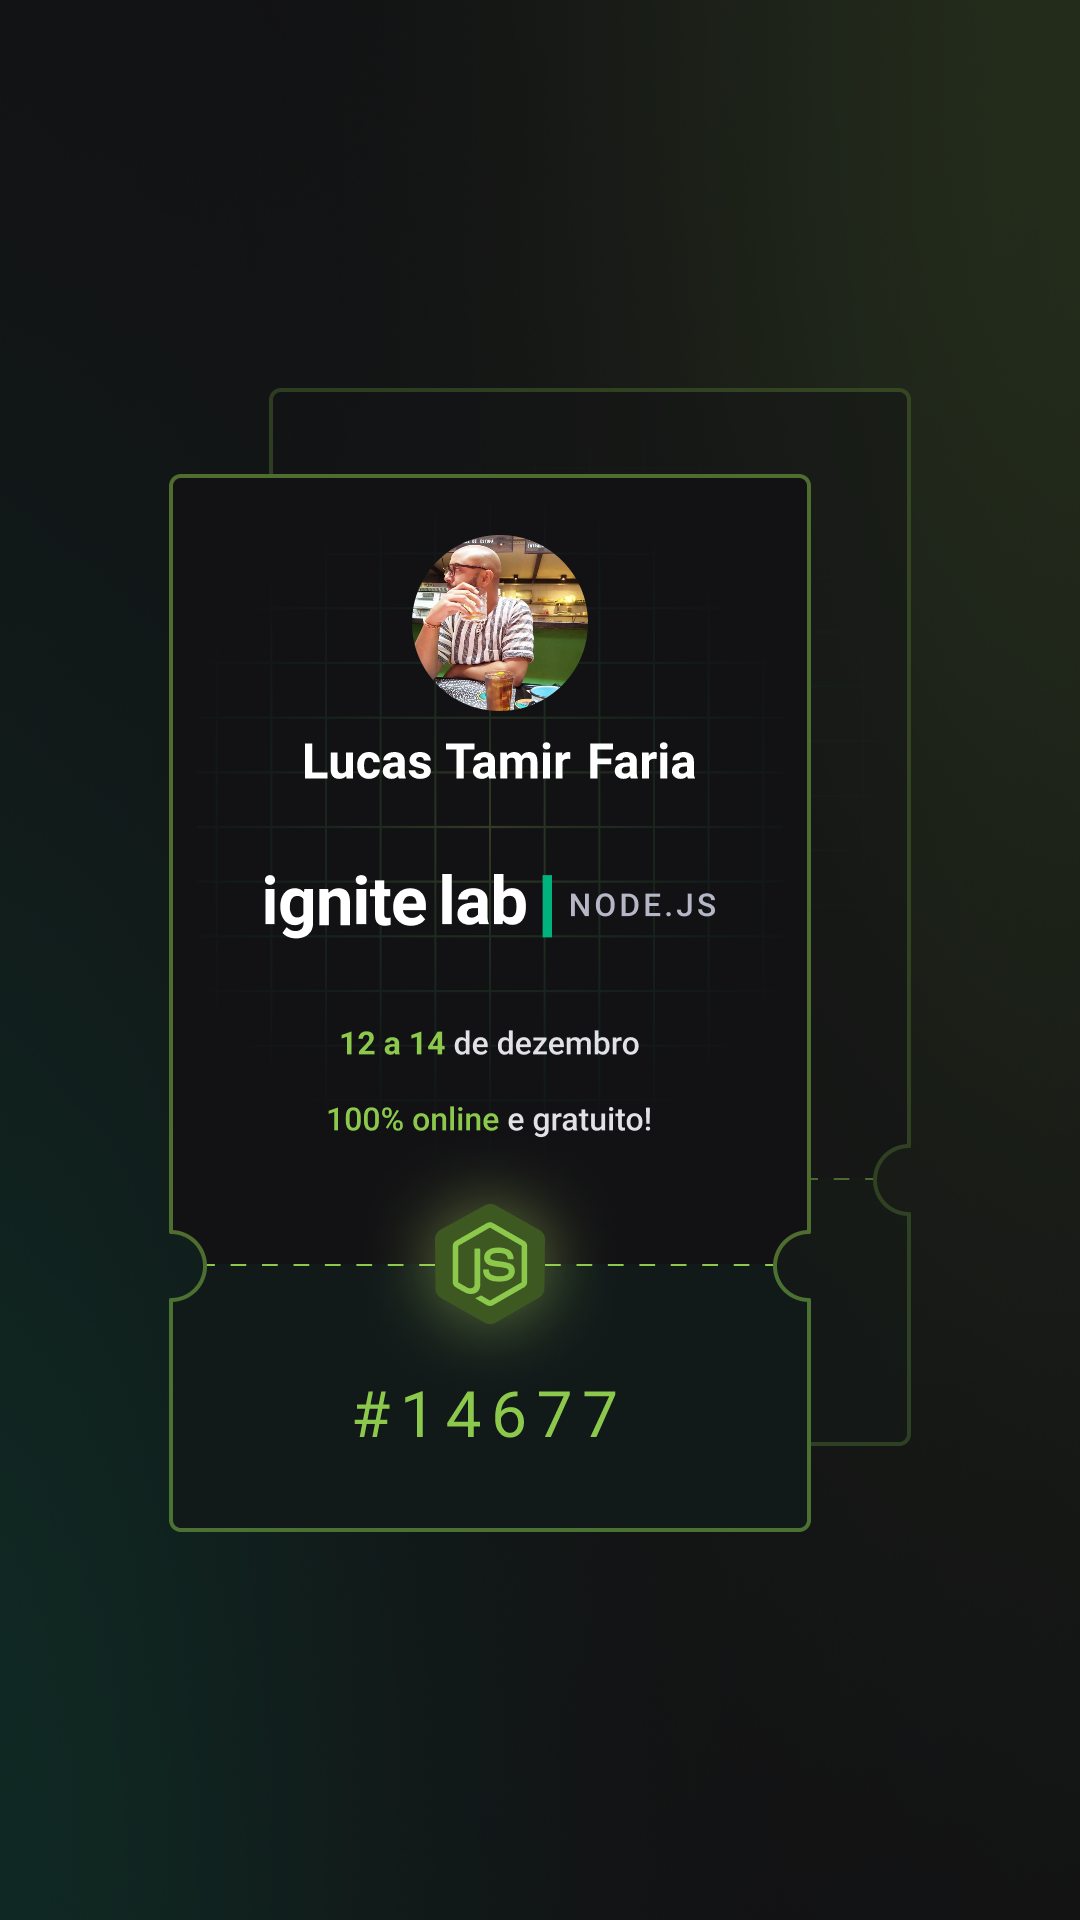 Lucas Tamir Faria
ignite lab | NODE.JS
12 a 14 de dezembro
100% online e gratuito!
JS
#14677